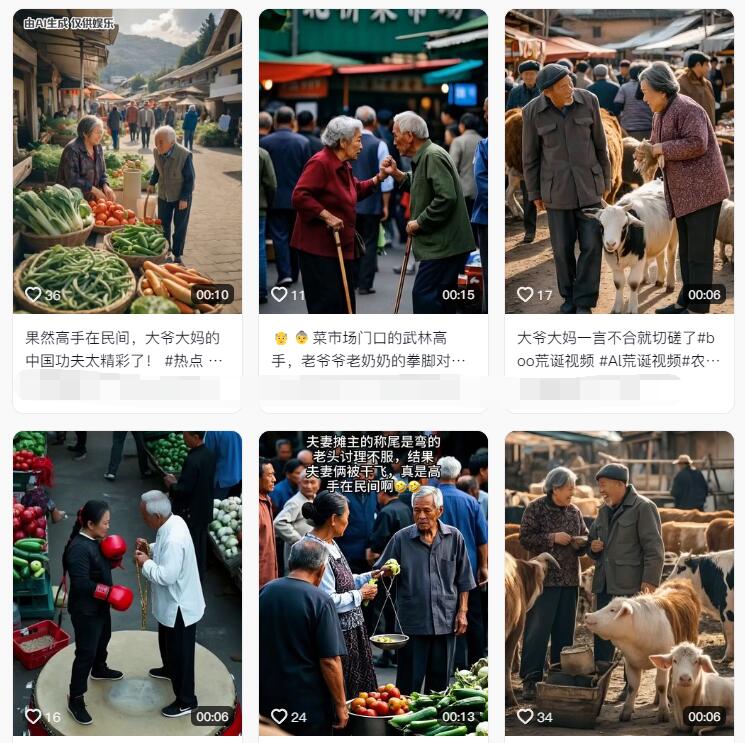 由AI生成 仅供娱乐
36
00:10
11
00:15
17
00:06
果然高手在民间，大爷大妈的
中国功夫太精彩了！ #热点 ···
👴👵菜市场门口的武林高
手，老爷爷老奶奶的拳脚对···
大爷大妈一言不合就切磋了#b
oo荒诞视频 #AI荒诞视频#农···
夫妻摊主的称尾是弯的
老头讨理不服，结果
夫妻俩被干飞，真是高
手在民间啊🤣🤣
16
00:06
24
00:13
34
00:06